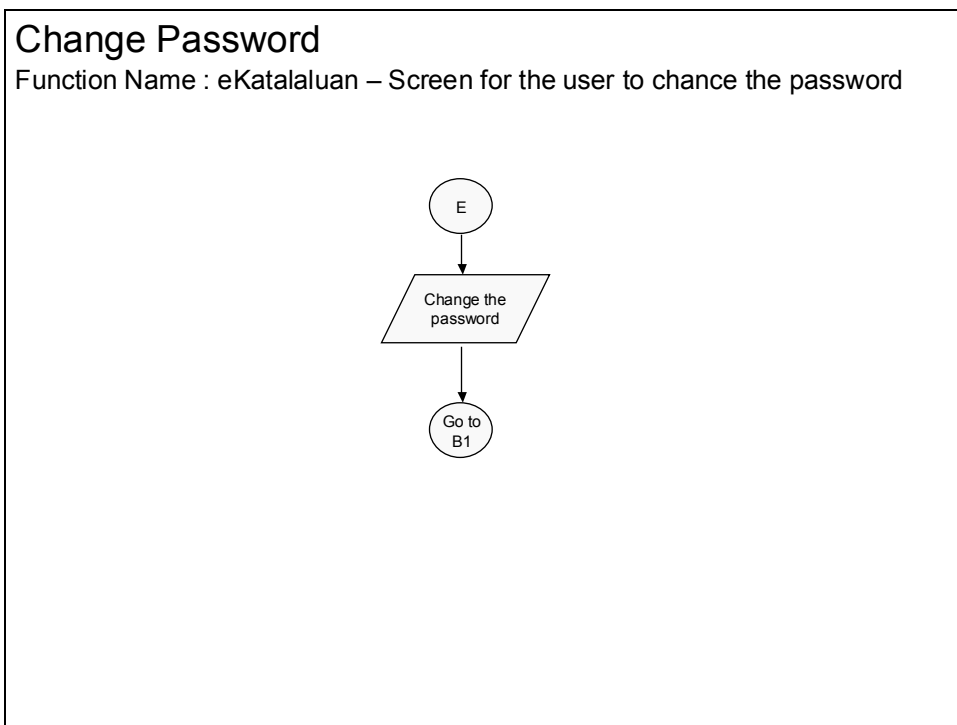 Change Password
Function Name : eKatalaluan – Screen for the user to chance the password
E
Change the
password
Go to
B1